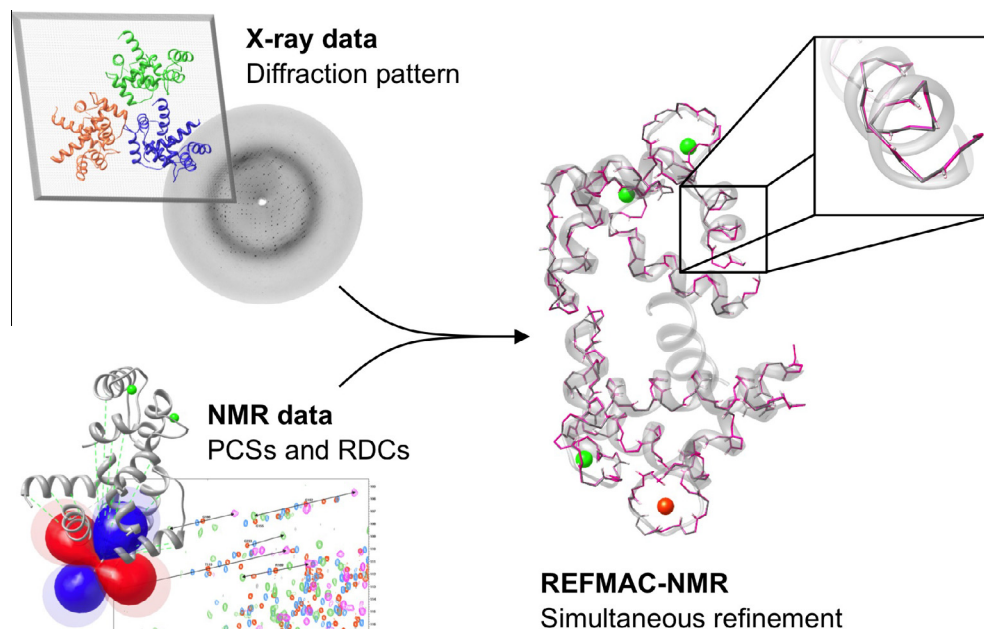 X-ray data
Diffraction pattern
NMR data
PCSs and RDCs
REFMAC-NMR
Simultaneous refinement